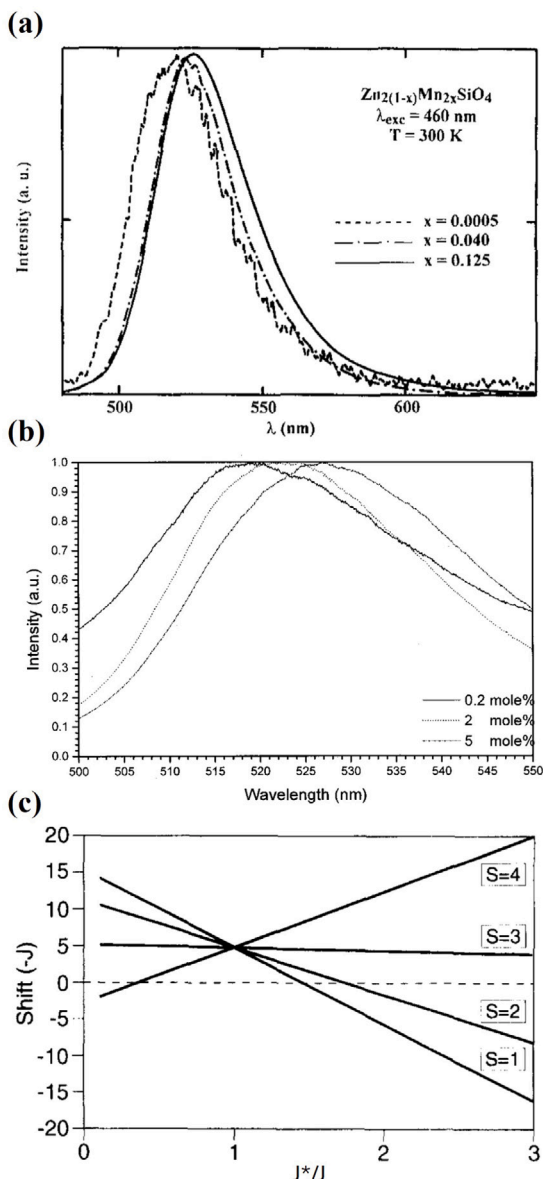 (a)
Zn2(1-x)Mn2xSiO4
λexc = 460 nm
T = 300 K
x = 0.0005
x = 0.040
x = 0.125
Intensity (a. u.)
500 550 600
λ (nm)
(b)
1.0
0.9
0.8
0.7
0.6
0.5
0.4
0.3
0.2
0.1
0.0
Intensity (a.u.)
0.2 mole%
2 mole%
5 mole%
500 505 510 515 520 525 530 535 540 545 550
Wavelength (nm)
(c)
20
15
10
5
0
-5
-10
-15
-20
Shift (-J)
S=4
S=3
S=2
S=1
0 1 2 3
J*/J